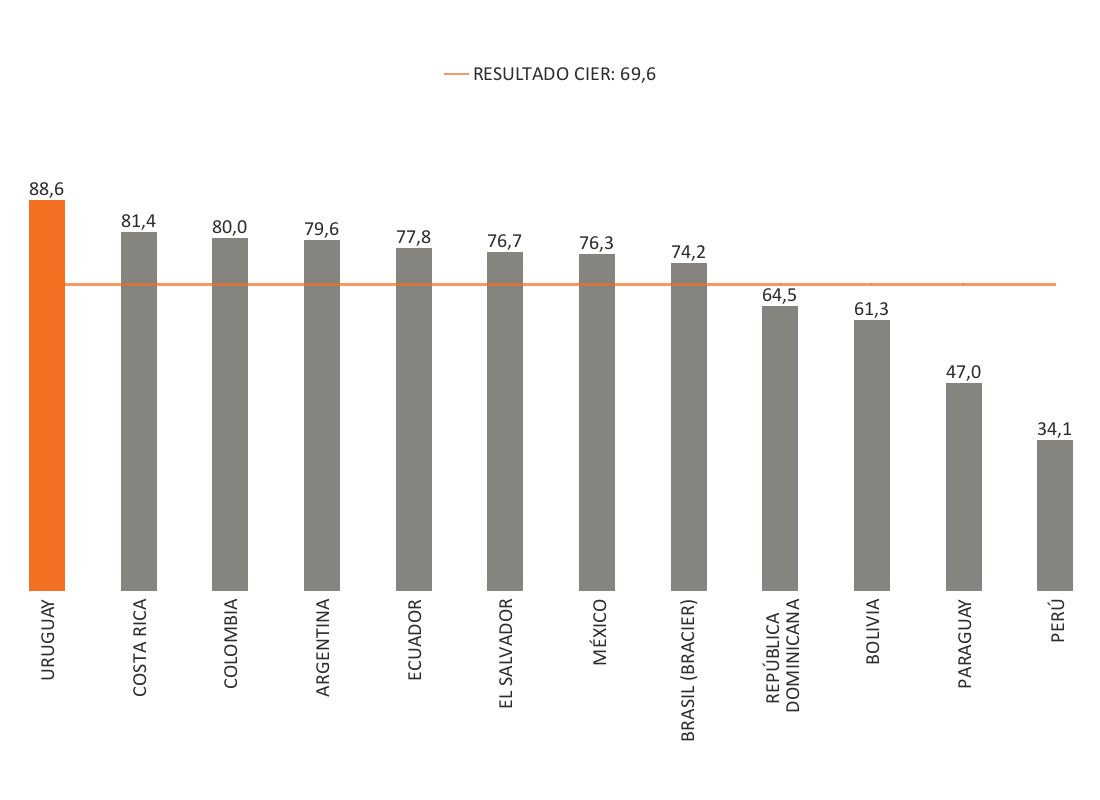 RESULTADO CIER: 69,6
88,6
81,4
80,0
79,6
77,8
76,7
76,3
74,2
64,5
61,3
47,0
34,1
URUGUAY
COSTA RICA
COLOMBIA
ARGENTINA
ECUADOR
EL SALVADOR
MÉXICO
BRASIL (BRACIER)
REPÚBLICA
DOMINICANA
BOLIVIA
PARAGUAY
PERÚ